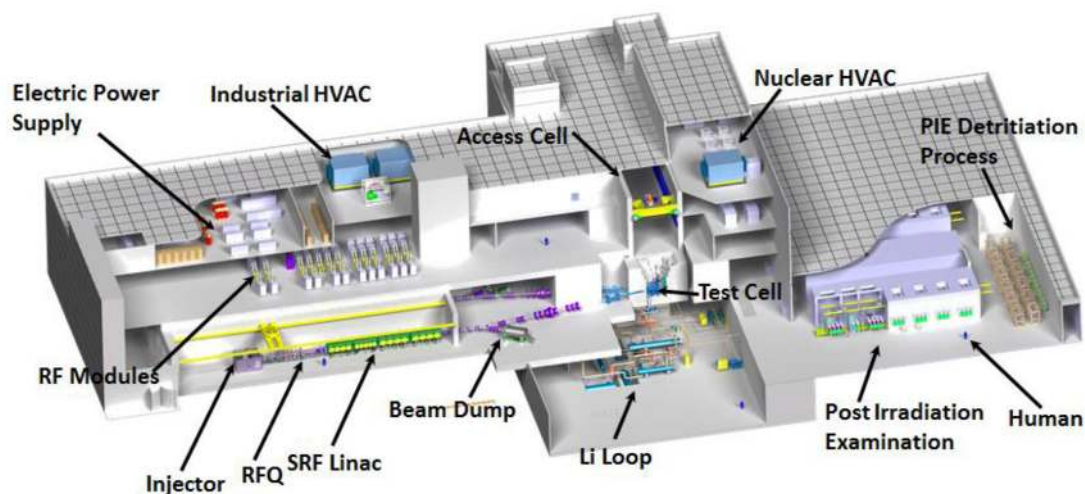 Electric Power
Supply
Industrial HVAC
Access Cell
Nuclear HVAC
PIE Detritiation
Process
Test Cell
RF Modules
Injector
RFQ
SRF Linac
Beam Dump
Li Loop
Post Irradiation
Examination
Human